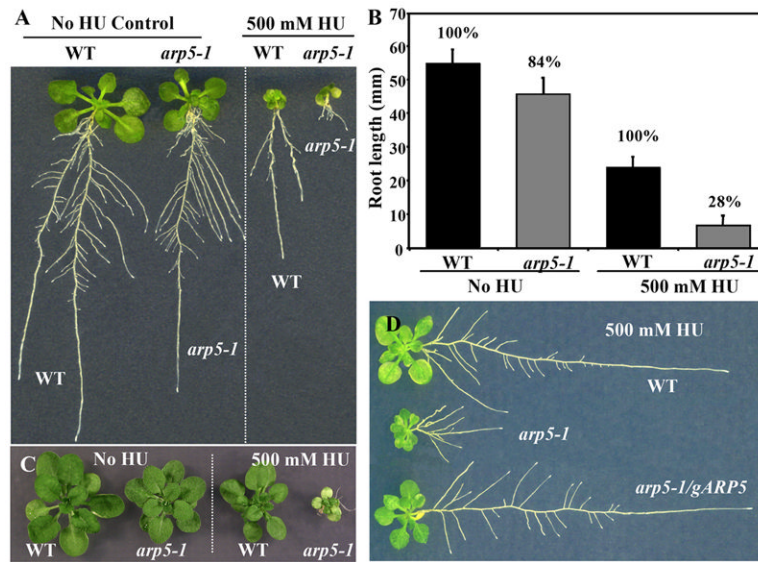 A
No HU Control
500 mM HU
WT
arp5-1
WT
arp5-1
arp5-1
WT
WT
arp5-1
B
Root length (mm)
70
60
50
40
30
20
10
0
100%
84%
100%
28%
WT
arp5-1
WT
arp5-1
No HU
500 mM HU
C
No HU
500 mM HU
WT
arp5-1
WT
arp5-1
D
500 mM HU
WT
arp5-1
arp5-1/gARP5